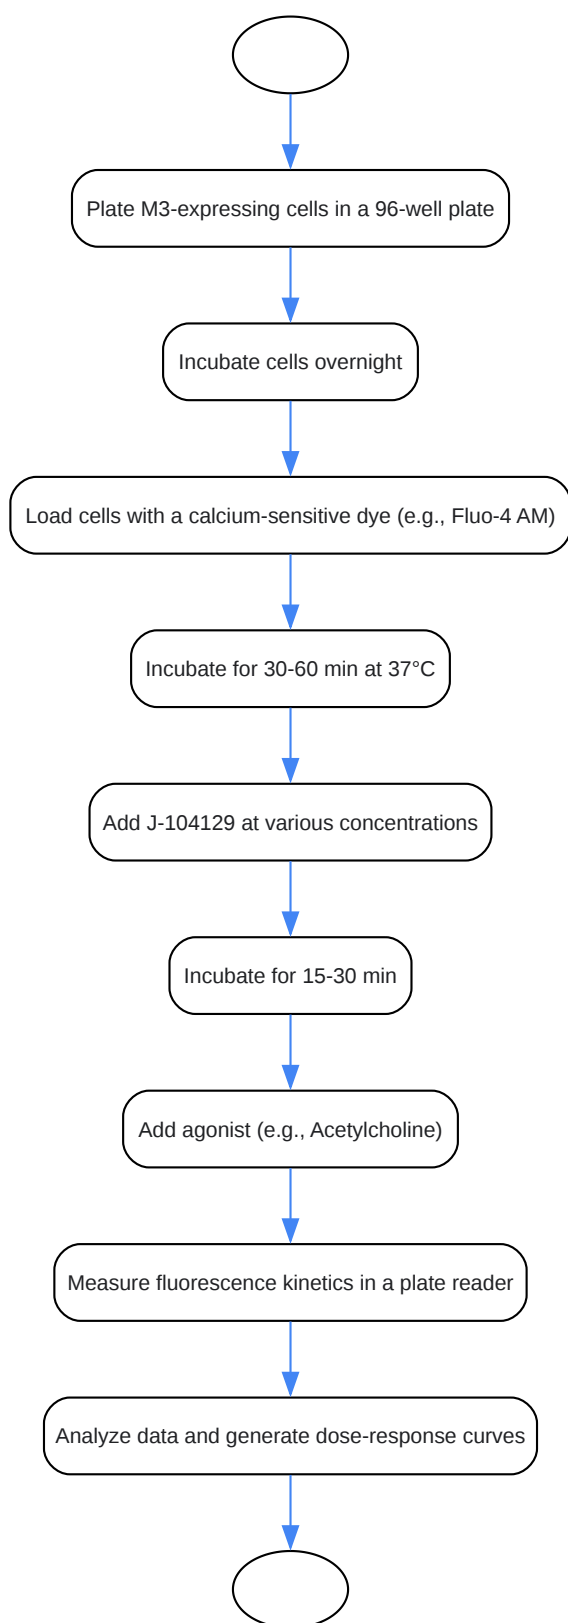 Plate M3-expressing cells in a 96-well plate
Incubate cells overnight
Load cells with a calcium-sensitive dye (e.g., Fluo-4 AM)
Incubate for 30-60 min at 37°C
Add J-104129 at various concentrations
Incubate for 15-30 min
Add agonist (e.g., Acetylcholine)
Measure fluorescence kinetics in a plate reader
Analyze data and generate dose-response curves